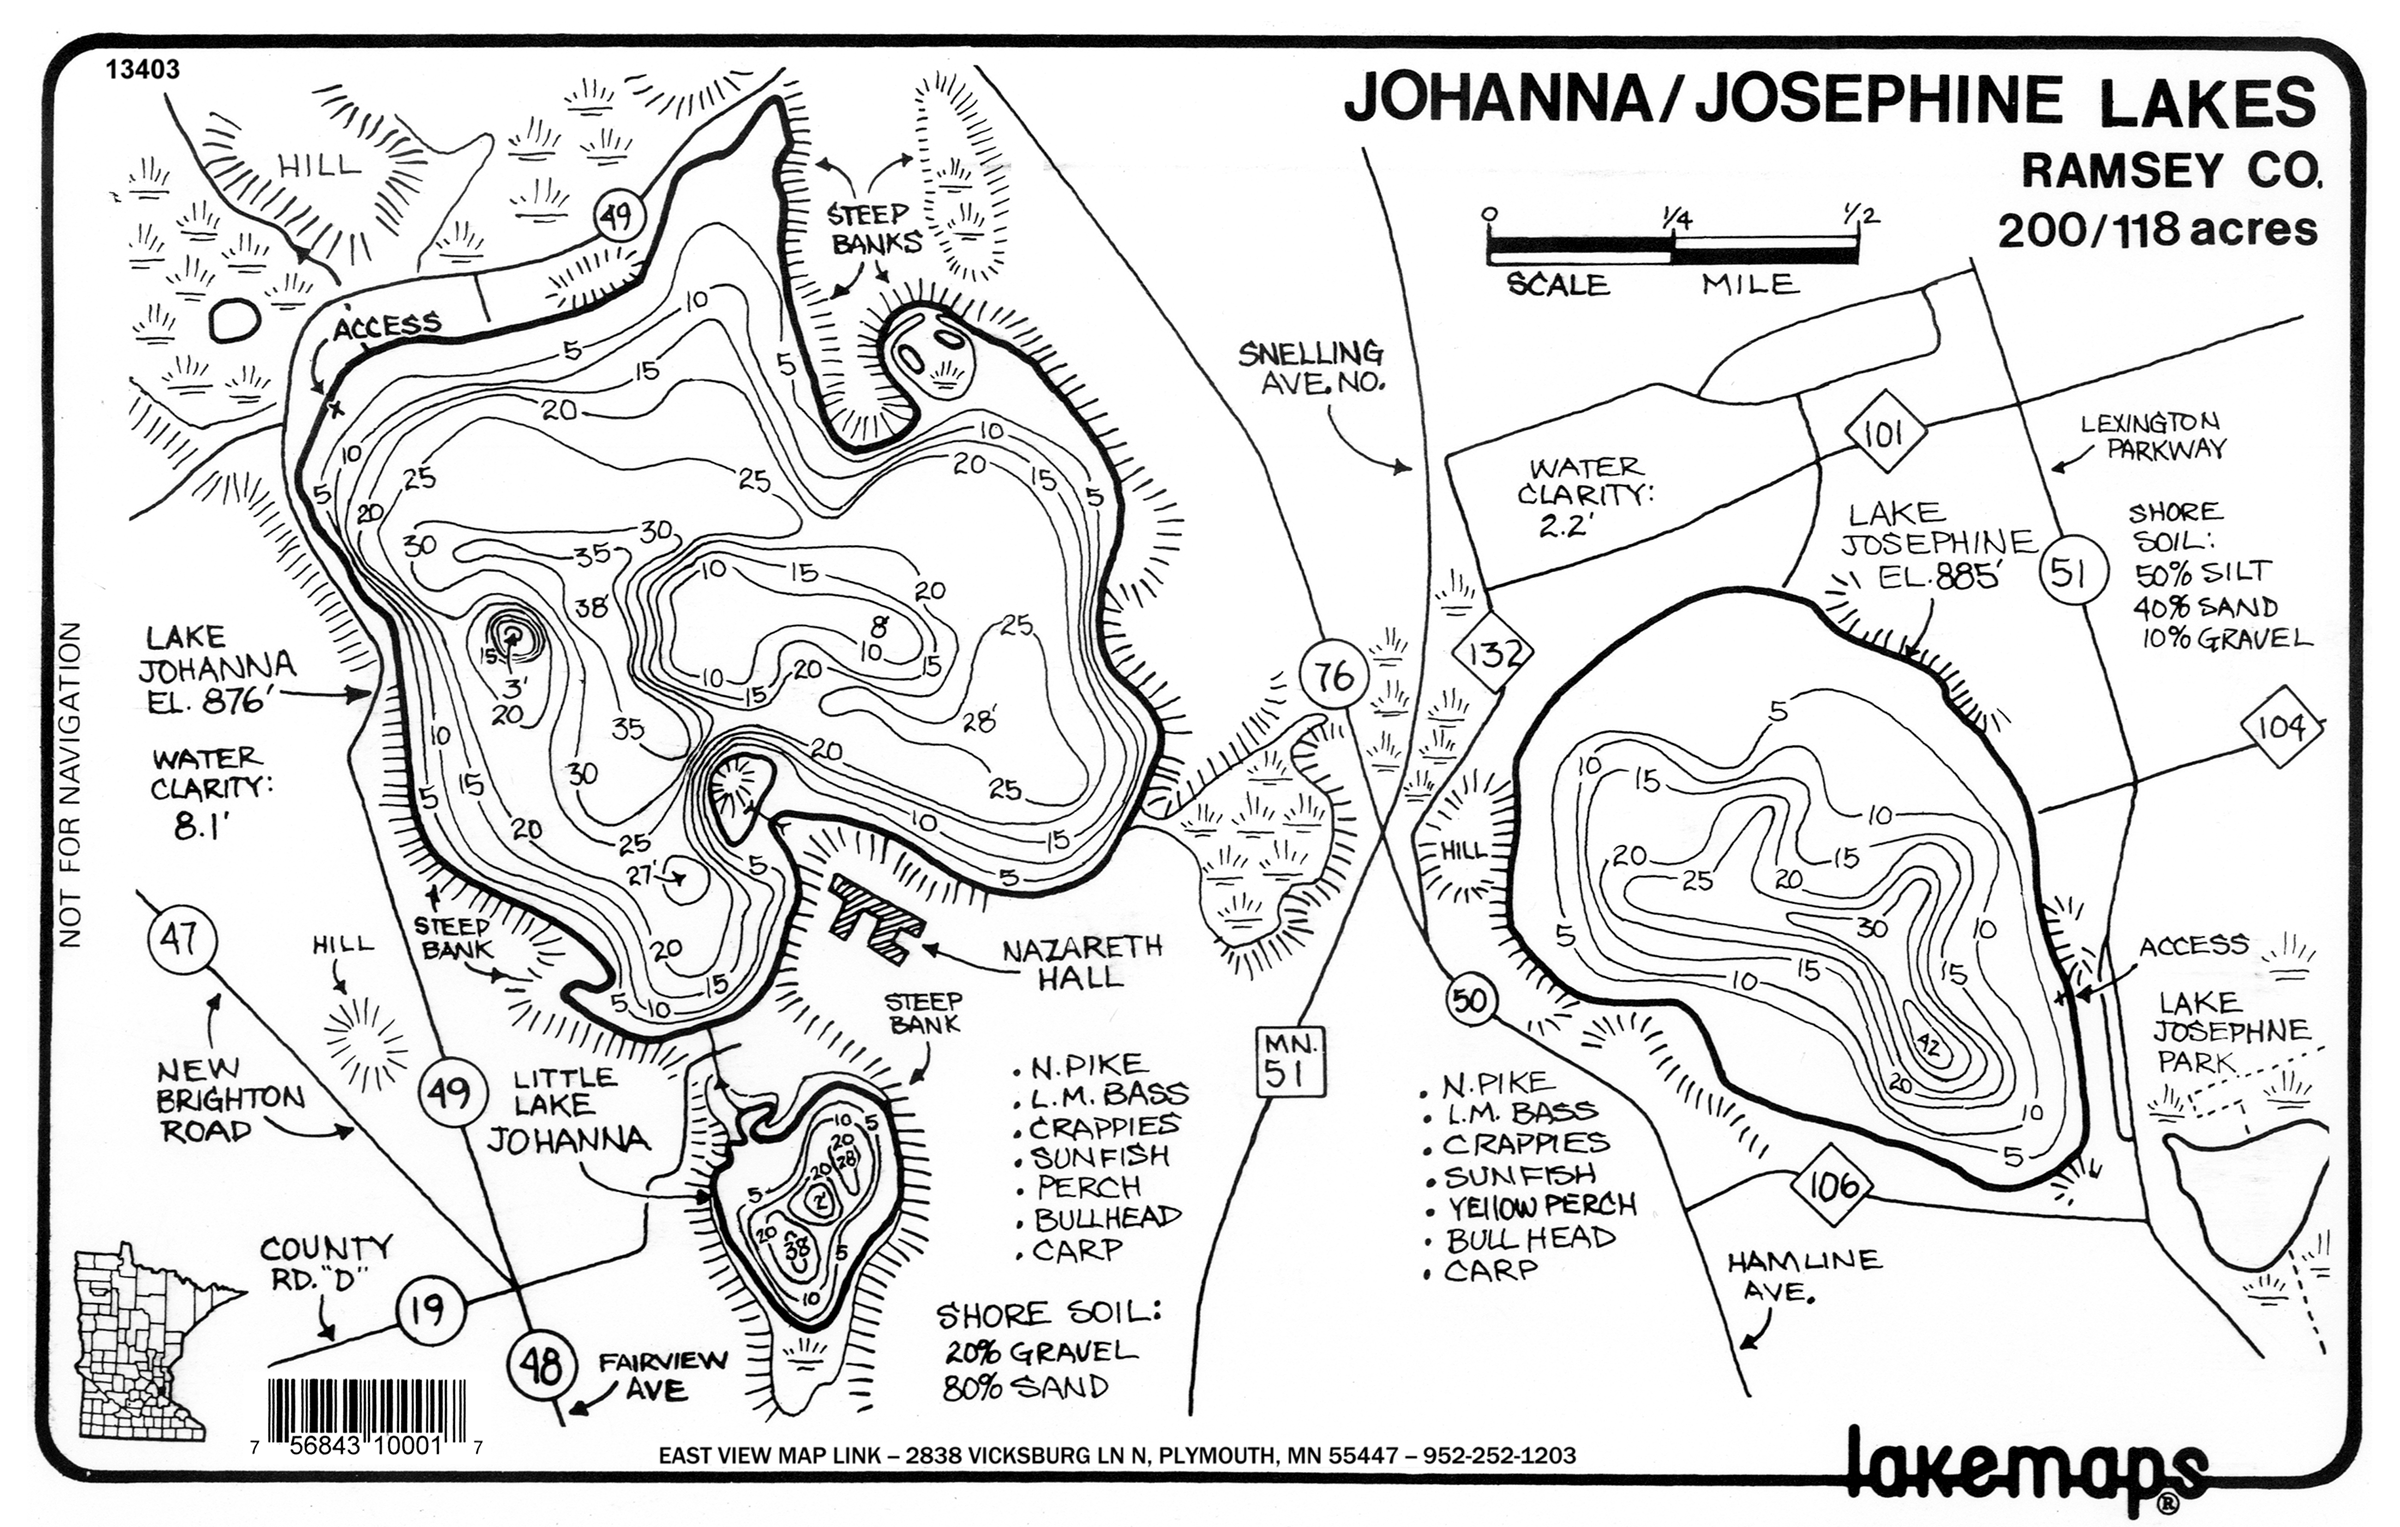 13403
JOHANNA/JOSEPHINE LAKES
RAMSEY CO.
200/118 acres
0 1/4 1/2
SCALE MILE
HILL
49
STEEP
BANKS
ACCESS
SNELLING
AVE. NO.
WATER
CLARITY:
2.2'
101
LEXINGTON
PARKWAY
LAKE
JOSEPHINE
EL. 885'
51
SHORE
SOIL:
50% SILT
40% SAND
10% GRAVEL
132
76
104
NOT FOR NAVIGATION
LAKE
JOHANNA
EL. 876'
WATER
CLARITY:
8.1'
10
5
15
5
20
10
25
25
10
20
15
5
5
20
30
30
35
38'
10
15
20
8'
10
15
25
15
3'
20
10
20
15
28'
35
10
15
30
20
25
5
20
25
10
15
27'
5
5
20
15
10
5
5
10
15
10
20
25
20
15
30
10
5
10
15
15
42
20
10
5
HILL
STEEP
BANK
47
HILL
NAZARETH
HALL
STEEP
BANK
50
MN.
51
ACCESS
LAKE
JOSEPHNE
PARK
NEW
BRIGHTON
ROAD
49
LITTLE
LAKE
JOHANNA
10
5
20
28
20
5
2'
20
38
5
10
• N. PIKE
• L.M. BASS
• CRAPPIES
• SUNFISH
• PERCH
• BULLHEAD
• CARP
SHORE SOIL:
20% GRAVEL
80% SAND
• N. PIKE
• L.M. BASS
• CRAPPIES
• SUNFISH
• YELLOW PERCH
• BULL HEAD
• CARP
106
HAMLINE
AVE.
COUNTY
RD. "D"
19
48
FAIRVIEW
AVE
7 56843 10001 7
EAST VIEW MAP LINK – 2838 VICKSBURG LN N, PLYMOUTH, MN 55447 – 952-252-1203
lakemaps®